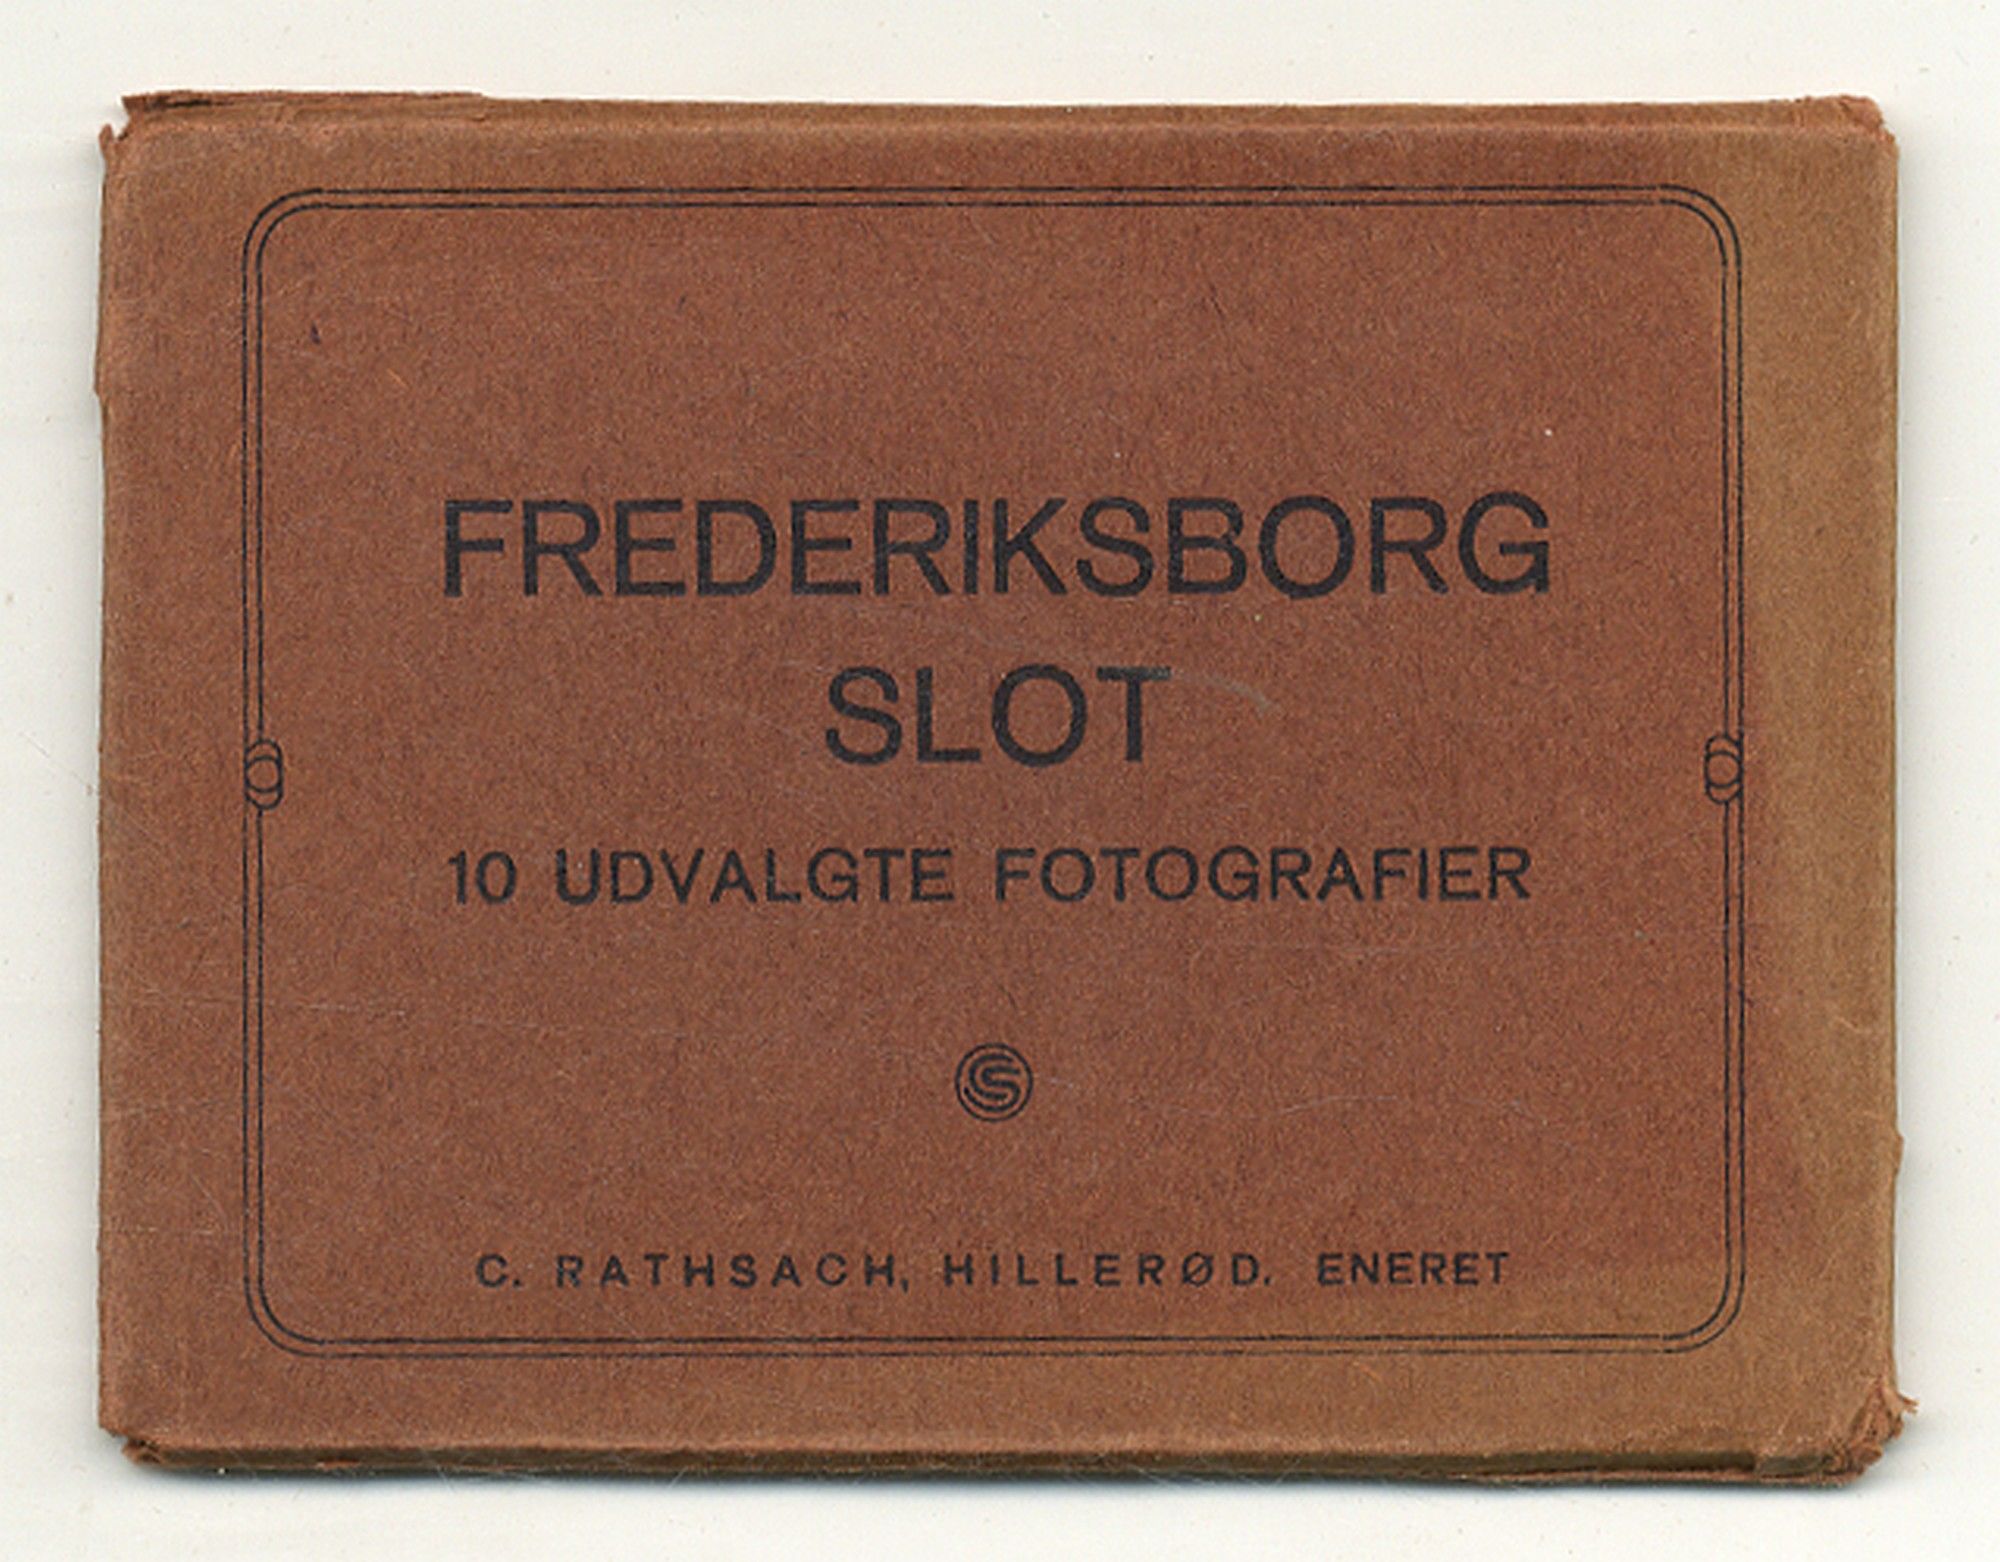 FREDERIKSBORG
SLOT
10 UDVALGTE FOTOGRAFIER
S
C. RATHSACH, HILLERØD. ENERET